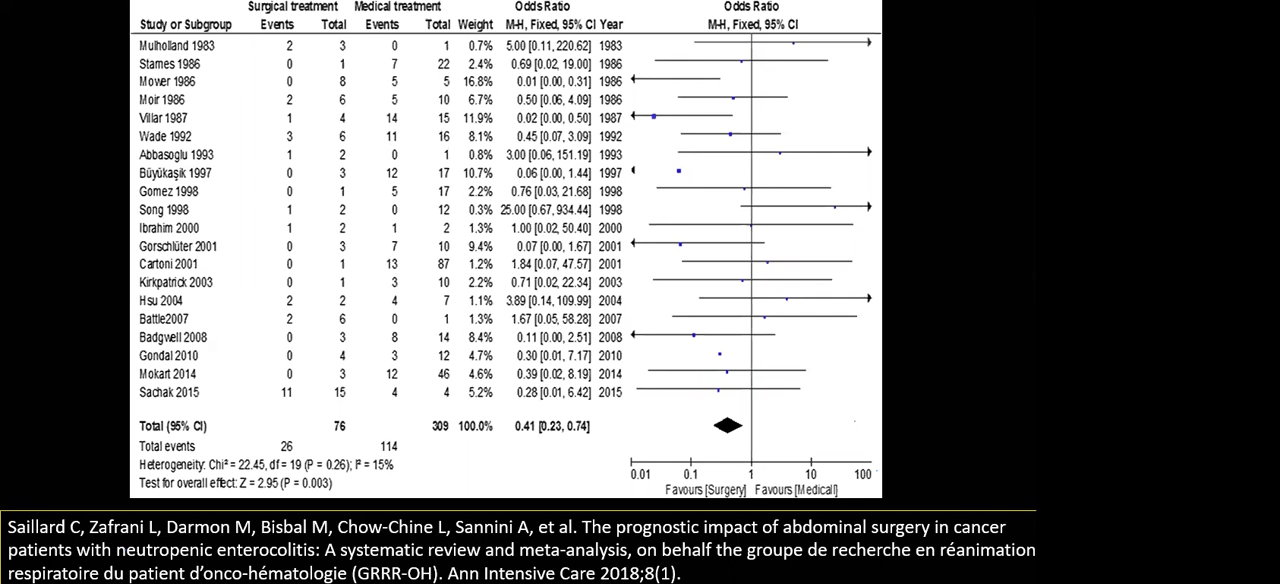 Surgical treatment Medical treatment Odds Ratio Odds Ratio
Study or Subgroup Events Total Events Total Weight M-H, Fixed, 95% CI Year M-H, Fixed, 95% CI
Mulholland 1983 2 3 0 1 0.7% 5.00 [0.11, 220.62] 1983
Starnes 1986 0 1 7 22 2.4% 0.69 [0.02, 19.00] 1986
Mower 1986 0 8 5 5 16.8% 0.01 [0.00, 0.31] 1986
Moir 1986 2 6 5 10 6.7% 0.50 [0.06, 4.09] 1986
Villar 1987 1 4 14 15 11.9% 0.02 [0.00, 0.50] 1987
Wade 1992 3 6 11 16 8.1% 0.45 [0.07, 3.09] 1992
Abbasoglu 1993 1 2 0 1 0.8% 3.00 [0.06, 151.19] 1993
Büyükaşik 1997 0 3 12 17 10.7% 0.06 [0.00, 1.44] 1997
Gomez 1998 0 1 5 17 2.2% 0.76 [0.03, 21.68] 1998
Song 1998 1 2 0 12 0.3% 25.00 [0.67, 934.44] 1998
Ibrahim 2000 1 2 1 2 1.3% 1.00 [0.02, 50.40] 2000
Gorschlüter 2001 0 3 7 10 9.4% 0.07 [0.00, 1.67] 2001
Cartoni 2001 0 1 13 87 1.2% 1.84 [0.07, 47.57] 2001
Kirkpatrick 2003 0 1 3 10 2.2% 0.71 [0.02, 22.34] 2003
Hsu 2004 2 2 4 7 1.1% 3.89 [0.14, 109.99] 2004
Battle2007 2 6 0 1 1.3% 1.67 [0.05, 58.28] 2007
Badgwell 2008 0 3 8 14 8.4% 0.11 [0.00, 2.51] 2008
Gondal 2010 0 4 3 12 4.7% 0.30 [0.01, 7.17] 2010
Mokart 2014 0 3 12 46 4.6% 0.39 [0.02, 8.19] 2014
Sachak 2015 11 15 4 4 5.2% 0.28 [0.01, 6.42] 2015
Total (95% CI) 76 309 100.0% 0.41 [0.23, 0.74]
Total events 26 114
Heterogeneity: Chi² = 22.45, df = 19 (P = 0.26); I² = 15%
Test for overall effect: Z = 2.95 (P = 0.003)
0.01 0.1 1 10 100
Favours [Surgery] Favours [Medical]
Saillard C, Zafrani L, Darmon M, Bisbal M, Chow-Chine L, Sannini A, et al. The prognostic impact of abdominal surgery in cancer
patients with neutropenic enterocolitis: A systematic review and meta-analysis, on behalf the groupe de recherche en réanimation
respiratoire du patient d’onco-hématologie (GRRR-OH). Ann Intensive Care 2018;8(1).